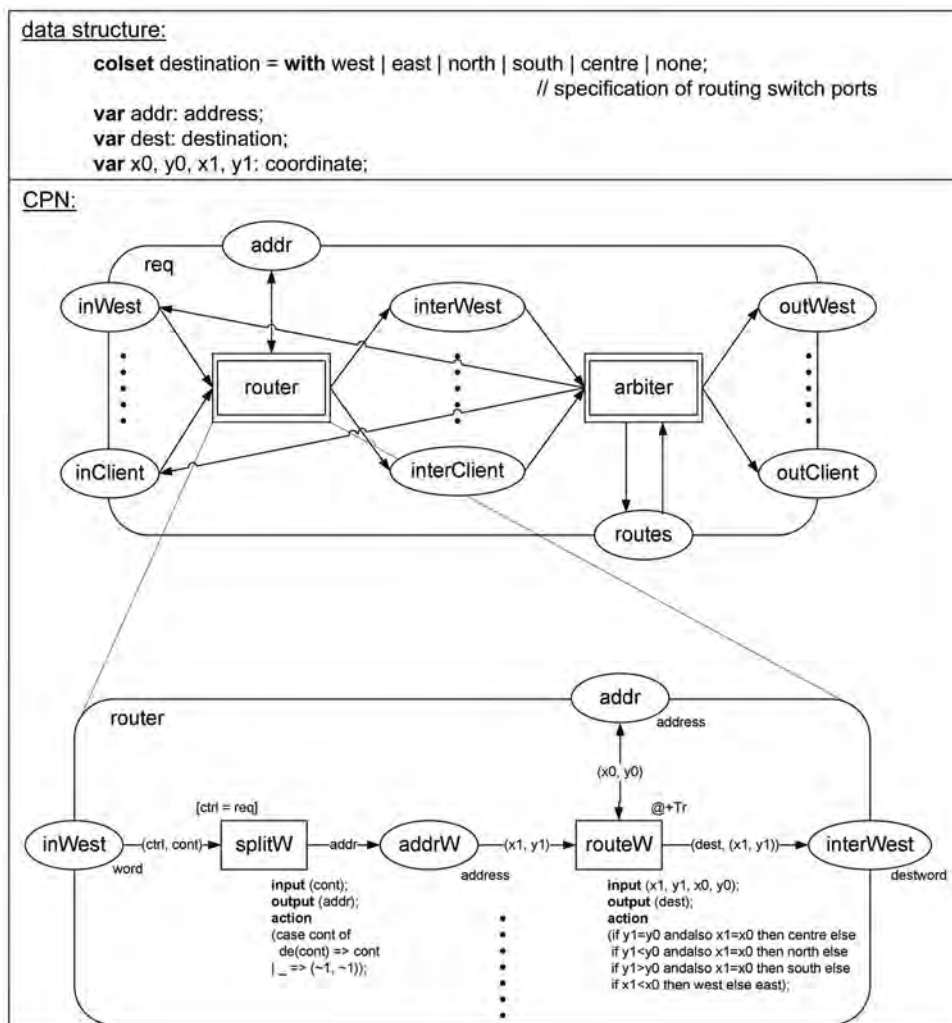 data structure:
colset destination = with west | east | north | south | centre | none;
// specification of routing switch ports
var addr: address;
var dest: destination;
var x0, y0, x1, y1: coordinate;
CPN:
addr
req
inWest
interWest
outWest
router
arbiter
inClient
interClient
outClient
routes
router
addr
address
(x0, y0)
[ctrl = req]
@+Tr
inWest
(ctrl, cont)
splitW
addr
addrW
(x1, y1)
routeW
(dest, (x1, y1))
interWest
word
address
destword
input (cont);
output (addr);
action
(case cont of
de(cont) => cont
| _ => (~1, ~1));
input (x1, y1, x0, y0);
output (dest);
action
(if y1=y0 andalso x1=x0 then centre else
if y1<y0 andalso x1=x0 then north else
if y1>y0 andalso x1=x0 then south else
if x1<x0 then west else east);